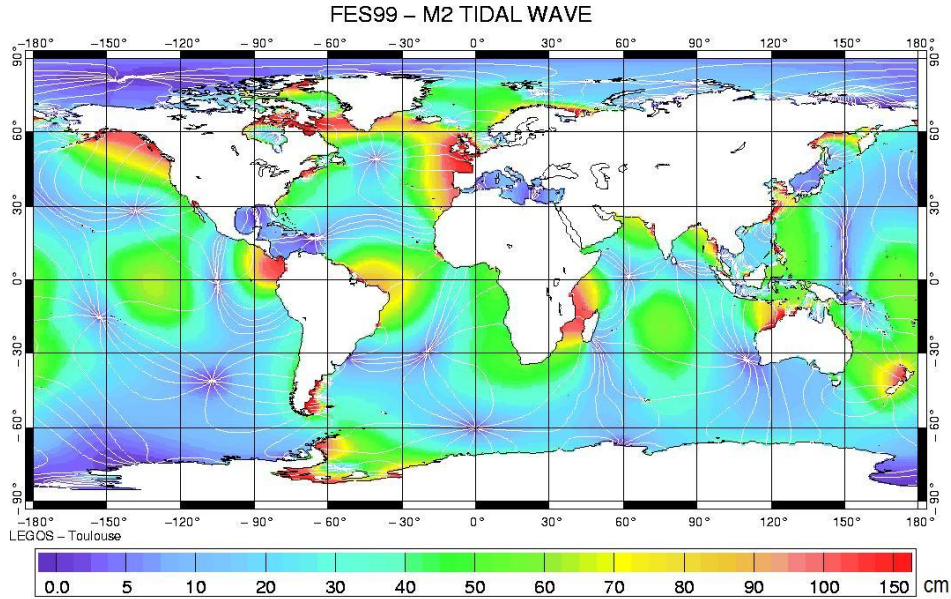 FES99 – M2 TIDAL WAVE
−180° −150° −120° −90° −60° −30° 0° 30° 60° 90° 120° 150° 180°
90° 90°
60° 60°
30° 30°
0° 0°
−30° −30°
−60° −60°
−90° −90°
−180° −150° −120° −90° −60° −30° 0° 30° 60° 90° 120° 150° 180°
LEGOS – Toulouse
0.0 5 10 20 30 40 50 60 70 80 90 100 150 cm